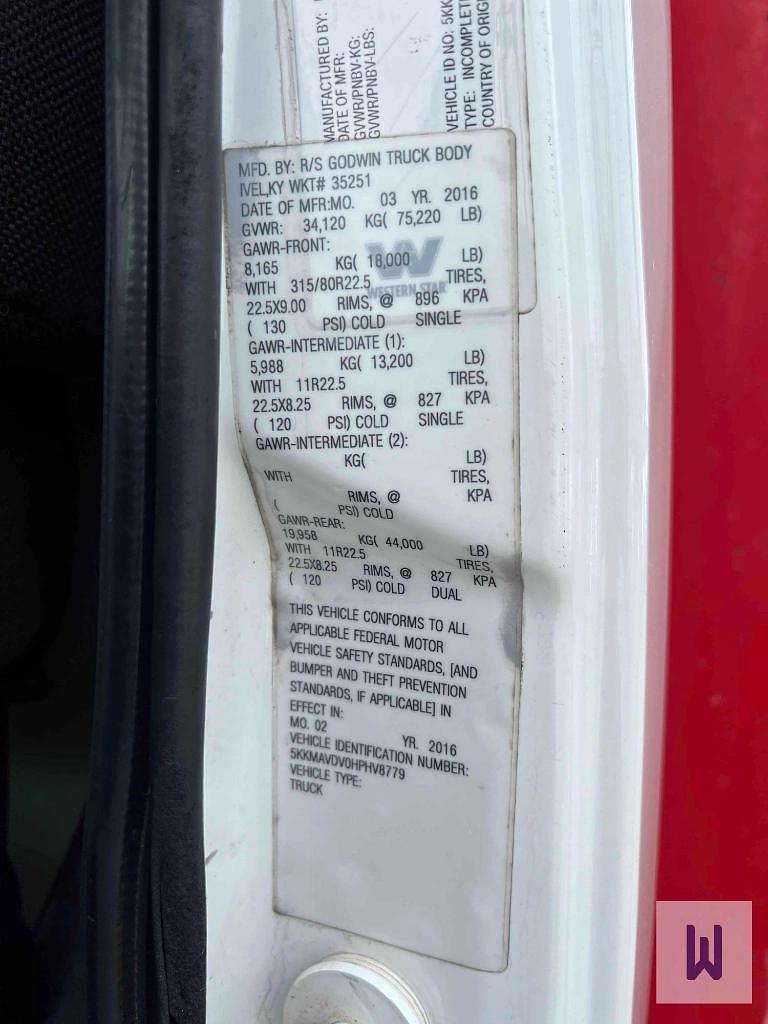 MANUFACTURED BY:
DATE OF MFR:
GVWR/PNBV-KG:
GVWR/PNBV-LBS:
VEHICLE ID NO: 5KK
TYPE: INCOMPLET
COUNTRY OF ORIG
MFD. BY: R/S GODWIN TRUCK BODY
IVEL,KY WKT# 35251
DATE OF MFR:MO. 03 YR. 2016
GVWR: 34,120 KG( 75,220 LB)
GAWR-FRONT:
8,165 KG( 18,000 LB)
WITH 315/80R22.5 TIRES,
22.5X9.00 RIMS, @ 896 KPA
( 130 PSI) COLD SINGLE
GAWR-INTERMEDIATE (1):
5,988 KG( 13,200 LB)
WITH 11R22.5 TIRES,
22.5X8.25 RIMS, @ 827 KPA
( 120 PSI) COLD SINGLE
GAWR-INTERMEDIATE (2):
KG( LB)
WITH TIRES,
RIMS, @ KPA
( PSI) COLD
GAWR-REAR:
19,958 KG( 44,000 LB)
WITH 11R22.5 TIRES,
22.5X8.25 RIMS, @ 827 KPA
( 120 PSI) COLD DUAL
THIS VEHICLE CONFORMS TO ALL
APPLICABLE FEDERAL MOTOR
VEHICLE SAFETY STANDARDS, [AND
BUMPER AND THEFT PREVENTION
STANDARDS, IF APPLICABLE] IN
EFFECT IN:
MO. 02 YR. 2016
VEHICLE IDENTIFICATION NUMBER:
5KKMAVDV0HPHV8779
VEHICLE TYPE:
TRUCK
WESTERN STAR
W